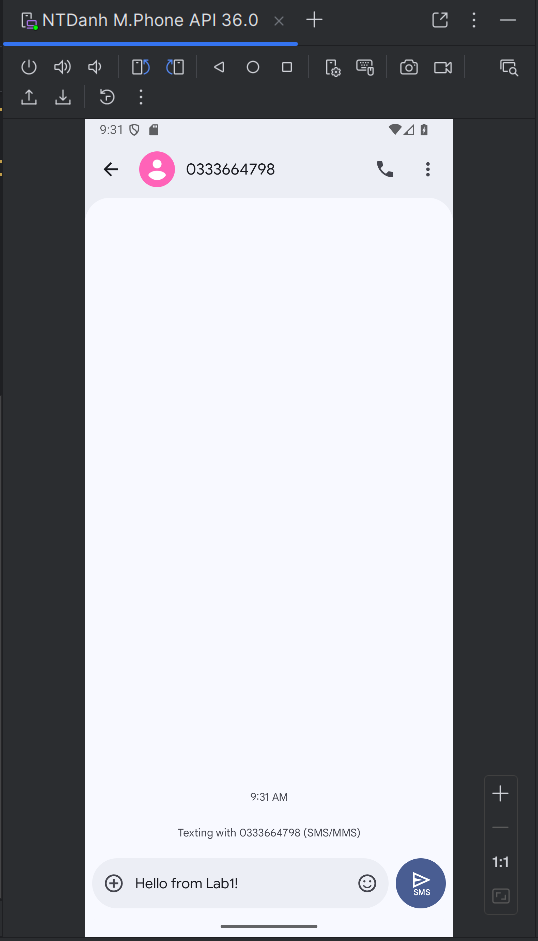 NTDanh M.Phone API 36.0
9:31
0333664798
9:31 AM
Texting with 0333664798 (SMS/MMS)
Hello from Lab1!
SMS
1:1